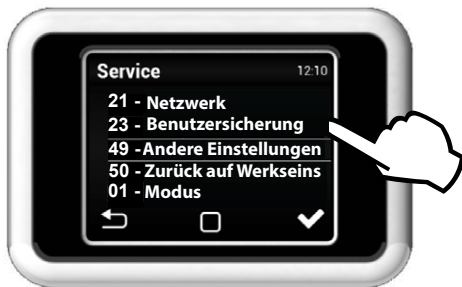 Service 12:10
21 - Netzwerk
23 - Benutzersicherung
49 - Andere Einstellungen
50 - Zurück auf Werkseins
01 - Modus